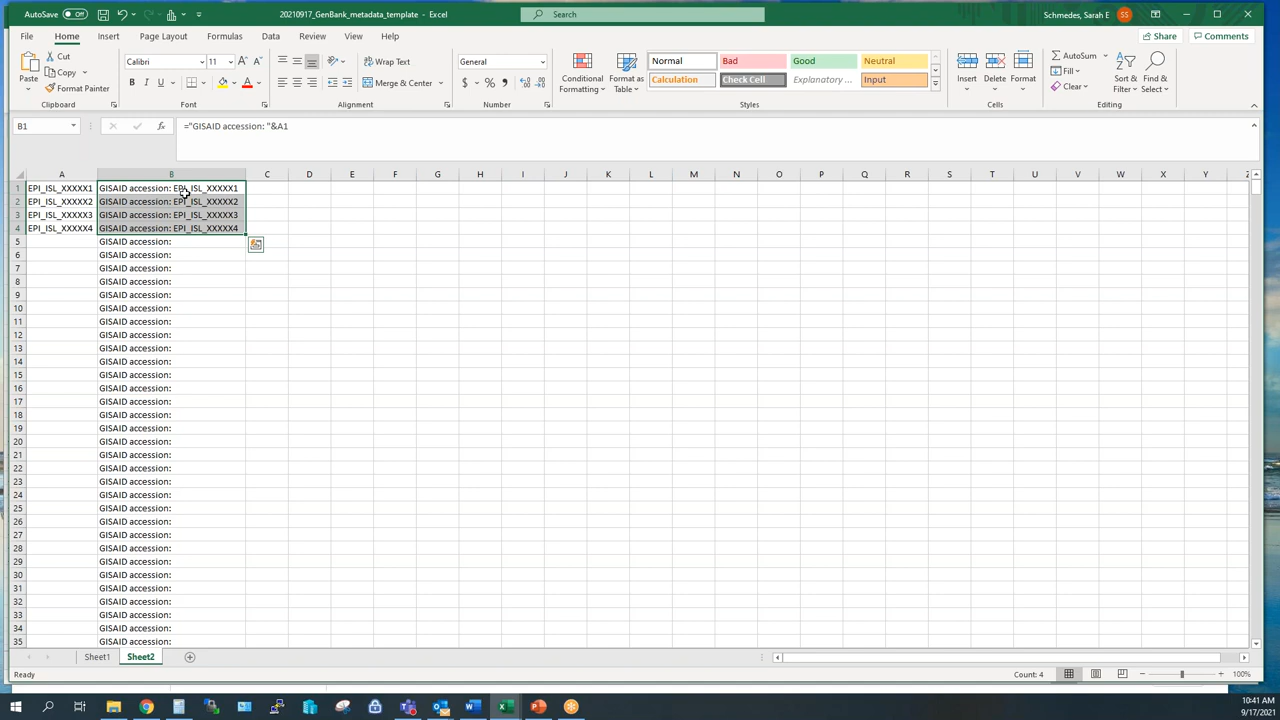 AutoSave Off 20210917_GenBank_metadata_template - Excel Search Schmedes, Sarah E SS
File Home Insert Page Layout Formulas Data Review View Help Share Comments
Paste Cut Copy Format Painter Clipboard
Calibri 11 B I U Font
Wrap Text Merge & Center Alignment
General Number
Conditional Formatting Format as Table
Normal Bad Good Neutral
Calculation Check Cell Explanatory ... Input
Styles
Insert Delete Format Cells
AutoSum Fill Clear Sort & Filter Find & Select Editing
B1 fx ="GISAID accession: "&A1
A B C D E F G H I J K L M N O P Q R S T U V W X Y Z
1 EPI_ISL_XXXXX1 GISAID accession: EPI_ISL_XXXXX1
2 EPI_ISL_XXXXX2 GISAID accession: EPI_ISL_XXXXX2
3 EPI_ISL_XXXXX3 GISAID accession: EPI_ISL_XXXXX3
4 EPI_ISL_XXXXX4 GISAID accession: EPI_ISL_XXXXX4
5 GISAID accession:
6 GISAID accession:
7 GISAID accession:
8 GISAID accession:
9 GISAID accession:
10 GISAID accession:
11 GISAID accession:
12 GISAID accession:
13 GISAID accession:
14 GISAID accession:
15 GISAID accession:
16 GISAID accession:
17 GISAID accession:
18 GISAID accession:
19 GISAID accession:
20 GISAID accession:
21 GISAID accession:
22 GISAID accession:
23 GISAID accession:
24 GISAID accession:
25 GISAID accession:
26 GISAID accession:
27 GISAID accession:
28 GISAID accession:
29 GISAID accession:
30 GISAID accession:
31 GISAID accession:
32 GISAID accession:
33 GISAID accession:
34 GISAID accession:
35 GISAID accession:
Sheet1 Sheet2
Ready Count: 4 100%
10:41 AM
9/17/2021